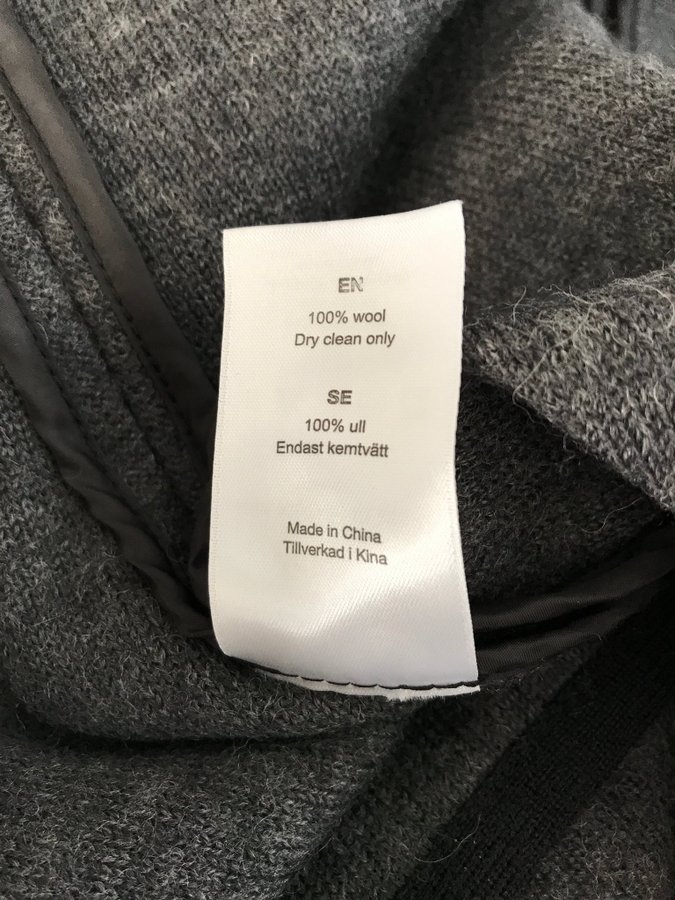 EN
100% wool
Dry clean only
SE
100% ull
Endast kemtvätt
Made in China
Tillverkad i Kina